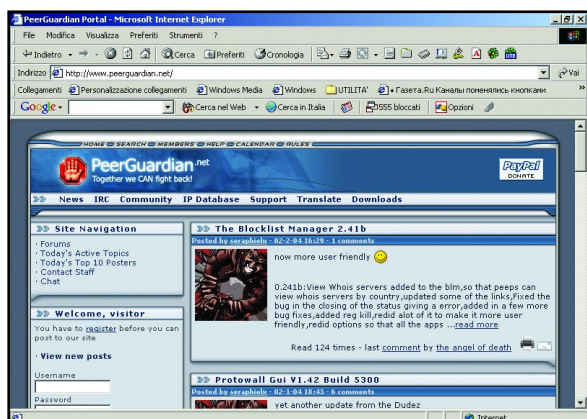 PeerGuardian Portal - Microsoft Internet Explorer
File Modifica Visualizza Preferiti Strumenti ?
Indietro Cerca Preferiti Cronologia
Indirizzo http://www.peerguardian.net/ Vai
Collegamenti Personalizzazione collegamenti Windows Media Windows UTILITA' Газета.Ru Каналы поменялись кнопками
Google Cerca nel Web Cerca in Italia 555 bloccati Opzioni
HOME SEARCH MEMBERS HELP CALENDAR RULES
PeerGuardian.net
Together we CAN fight back!
PayPal
DONATE
News IRC Community IP Database Support Translate Downloads
Site Navigation
· Forums
· Today's Active Topics
· Today's Top 10 Posters
· Contact Staff
· Chat
Welcome, visitor
You have to register before you can
post to our site
· View new posts
Username
Password
The Blocklist Manager 2.41b
Posted by seraphielx - 02-2-04 16:29 - 1 comments
now more user friendly
0.241b:View Whois servers added to the blm,so that peeps can
view whois servers by country,updated some of the links,Fixed the
bug in the closing of the status giving a error,added in a few more
bug fixes,added reg kill,redid alot of it to make it more user
friendly,redid options so that all the apps ...read more
Read 124 times - last comment by the angel of death
Protowall Gui V1.42 Build 5300
Posted by seraphielx - 02-1-04 18:43 - 6 comments
yet another update from the Dudez
Internet